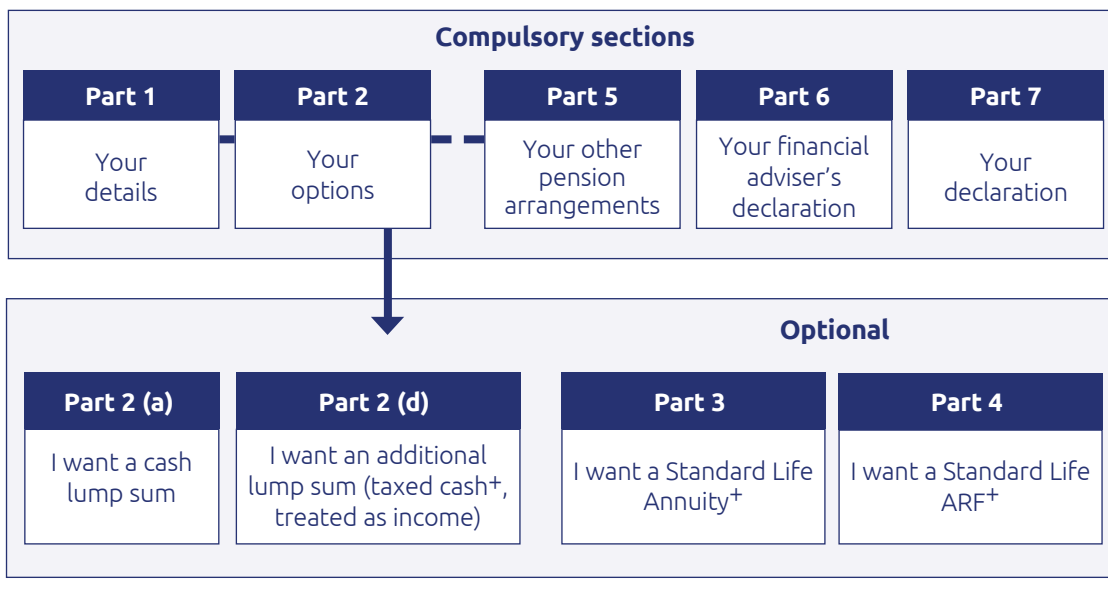 Compulsory sections
Part 1
Your
details
Part 2
Your
options
Part 5
Your other
pension
arrangements
Part 6
Your financial
adviser’s
declaration
Part 7
Your
declaration
Optional
Part 2 (a)
I want a cash
lump sum
Part 2 (d)
I want an additional
lump sum (taxed cash+,
treated as income)
Part 3
I want a Standard Life
Annuity+
Part 4
I want a Standard Life
ARF+